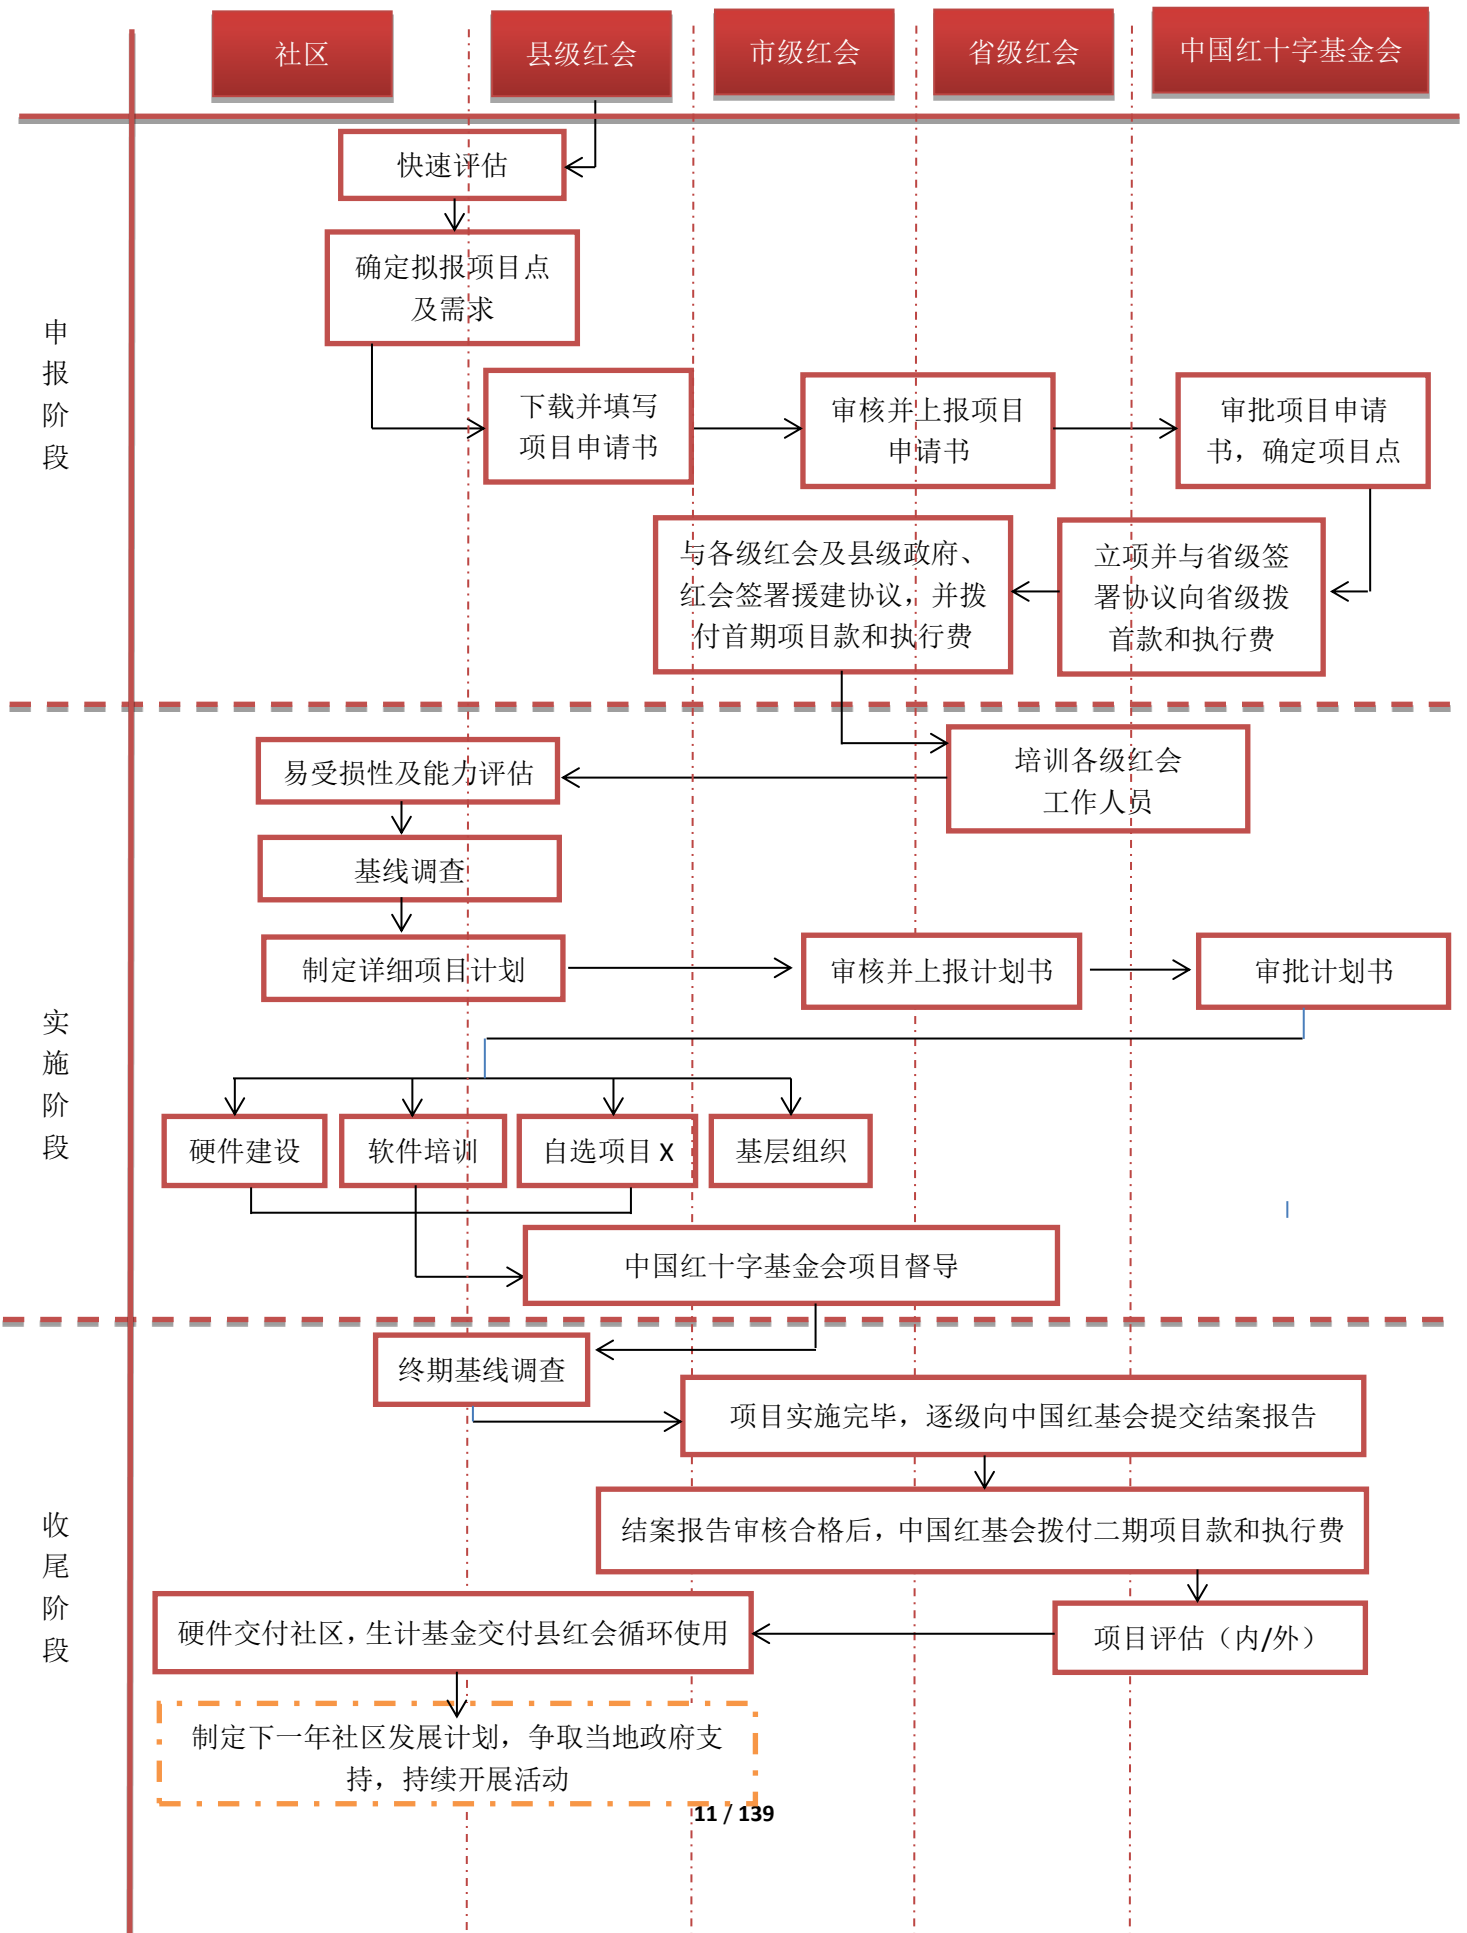 社区
县级红会
市级红会
省级红会
中国红十字基金会
申报阶段
快速评估
确定拟报项目点
及需求
下载并填写
项目申请书
审核并上报项目
申请书
审批项目申请
书，确定项目点
与各级红会及县级政府、
红会签署援建协议，并拨
付首期项目款和执行费
立项并与省级签
署协议向省级拨
首款和执行费
实施阶段
培训各级红会
工作人员
易受损性及能力评估
基线调查
制定详细项目计划
审核并上报计划书
审批计划书
硬件建设
软件培训
自选项目 X
基层组织
中国红十字基金会项目督导
收尾阶段
终期基线调查
项目实施完毕，逐级向中国红基会提交结案报告
结案报告审核合格后，中国红基会拨付二期项目款和执行费
硬件交付社区，生计基金交付县红会循环使用
项目评估（内/外）
制定下一年社区发展计划，争取当地政府支
持，持续开展活动
11 / 139